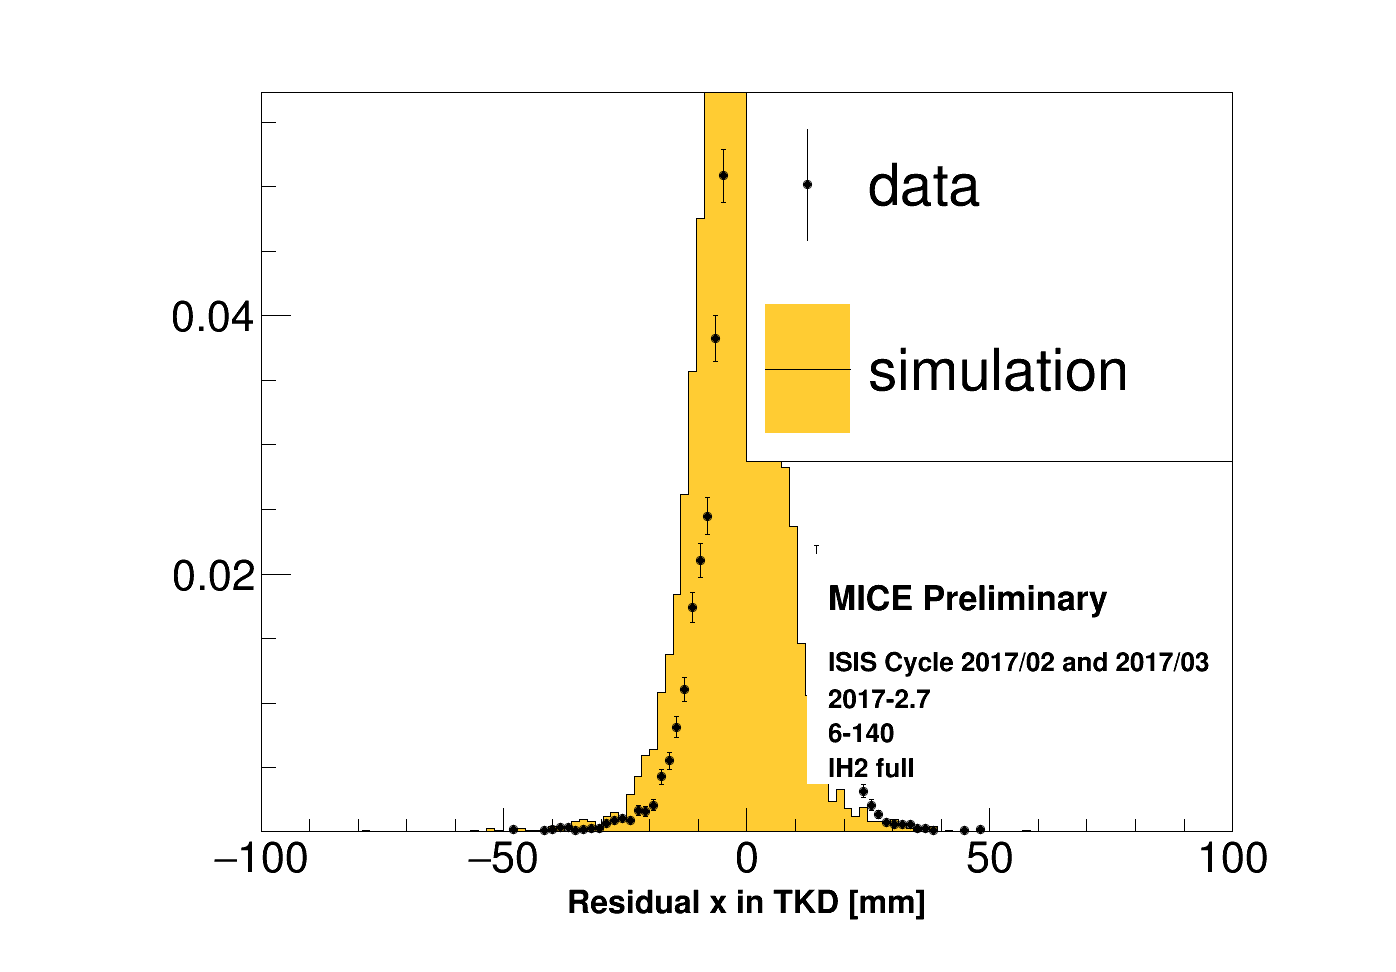 data
simulation
0.04
0.02
MICE Preliminary
ISIS Cycle 2017/02 and 2017/03
2017-2.7
6-140
IH2 full
−100 −50 0 50 100
Residual x in TKD [mm]